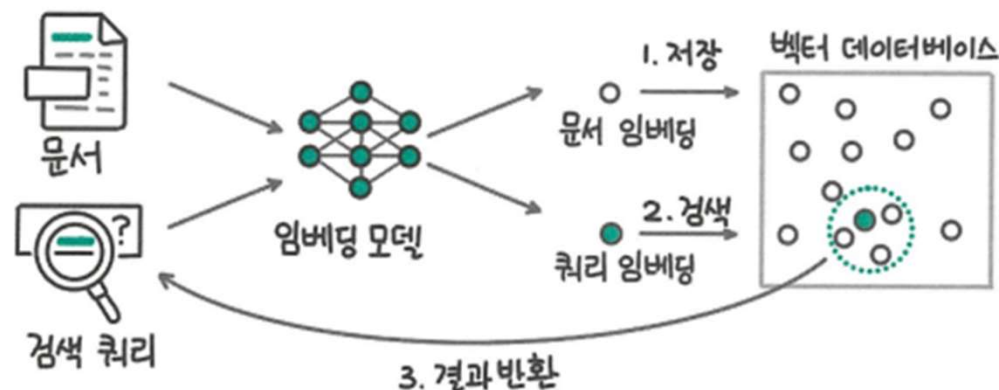 문서
검색 쿼리
?
임베딩 모델
1. 저장
문서 임베딩
2. 검색
쿼리 임베딩
벡터 데이터베이스
3. 결과 반환